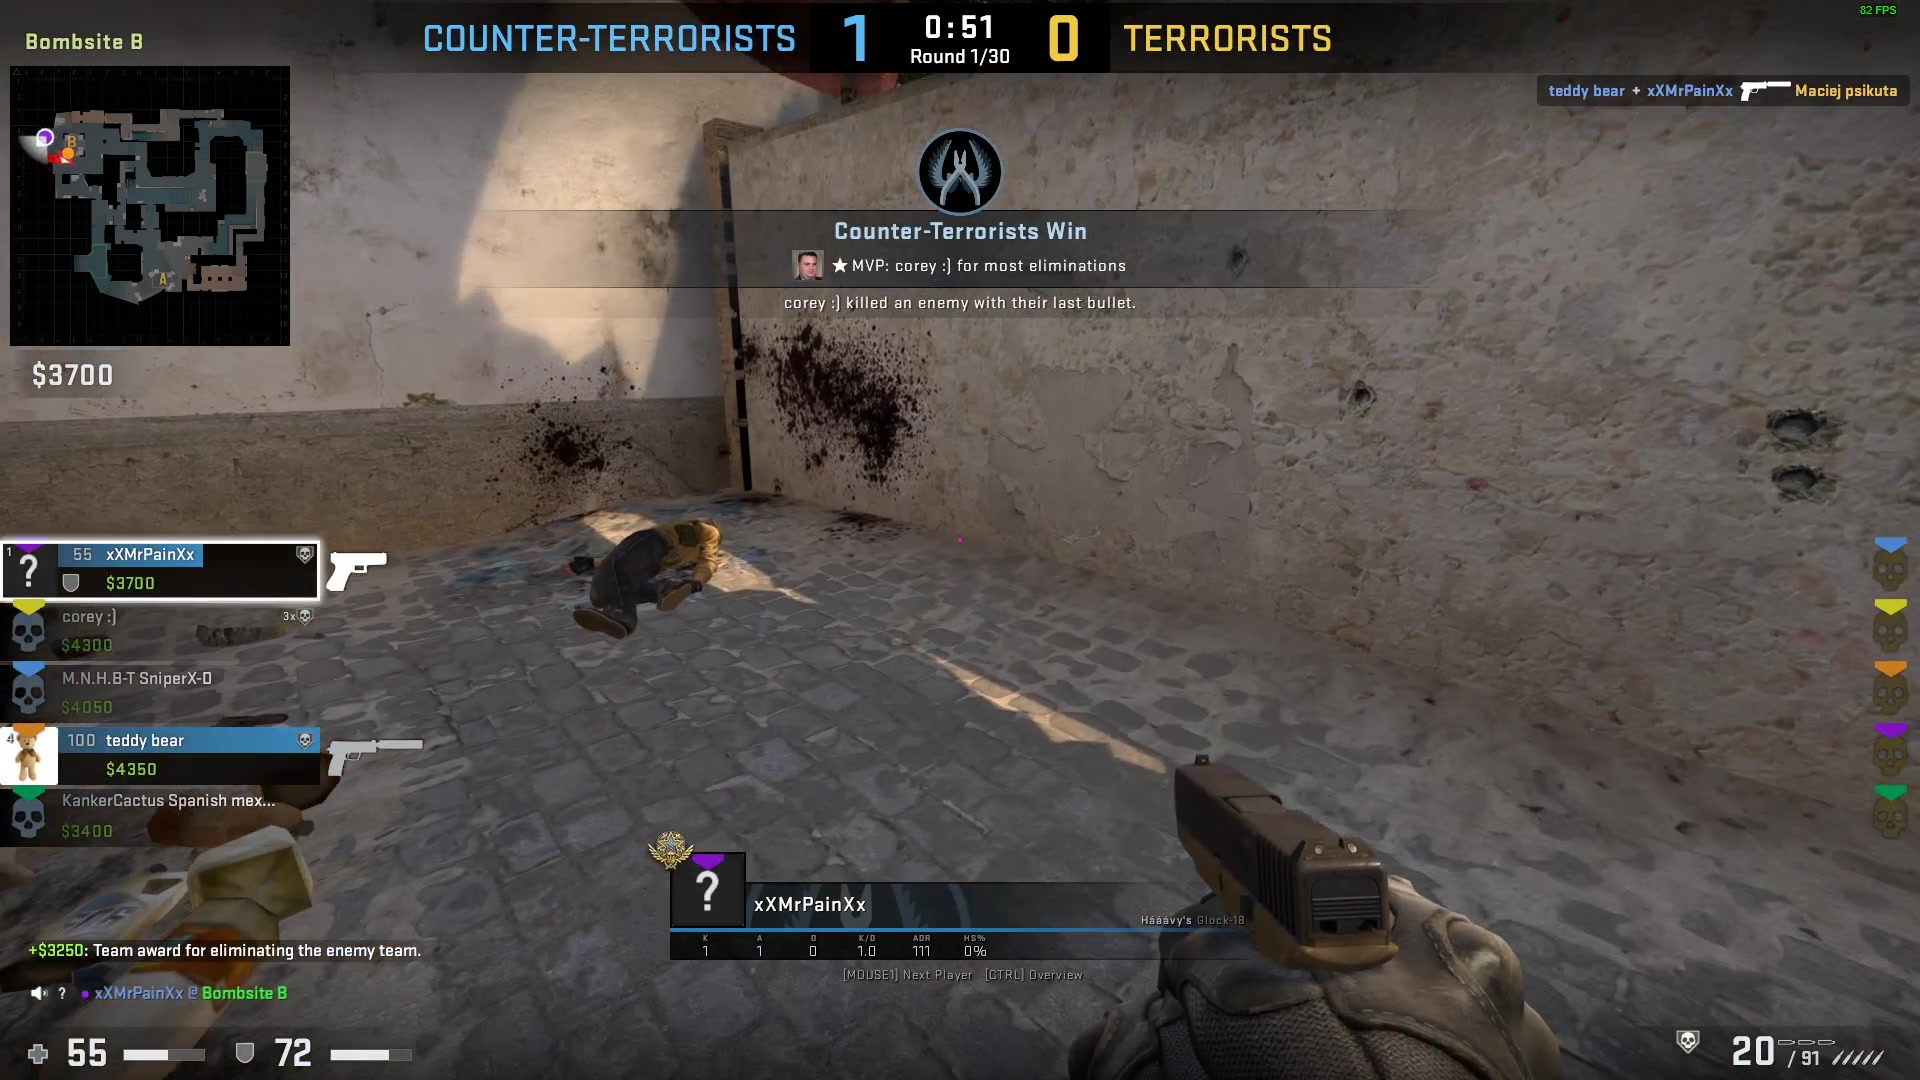 82 FPS
Bombsite B
COUNTER-TERRORISTS 1 0:51 0 TERRORISTS
Round 1/30
teddy bear + xXMrPainXx Maciej psikuta
B
A
Counter-Terrorists Win
★ MVP: corey :) for most eliminations
corey :) killed an enemy with their last bullet.
$3700
1 ? 55 xXMrPainXx
$3700
corey :) 3x
$4300
M.N.H.B-T SniperX-D
$4050
4 100 teddy bear
$4350
KankerCactus Spanish mex...
$3400
? xXMrPainXx
Háäávy's Glock-18
K A D K/D ADR HS%
1 1 0 1.0 111 0%
[MOUSE1] Next Player [CTRL] Overview
+$3250: Team award for eliminating the enemy team.
? • xXMrPainXx @ Bombsite B
55 72
20 / 91